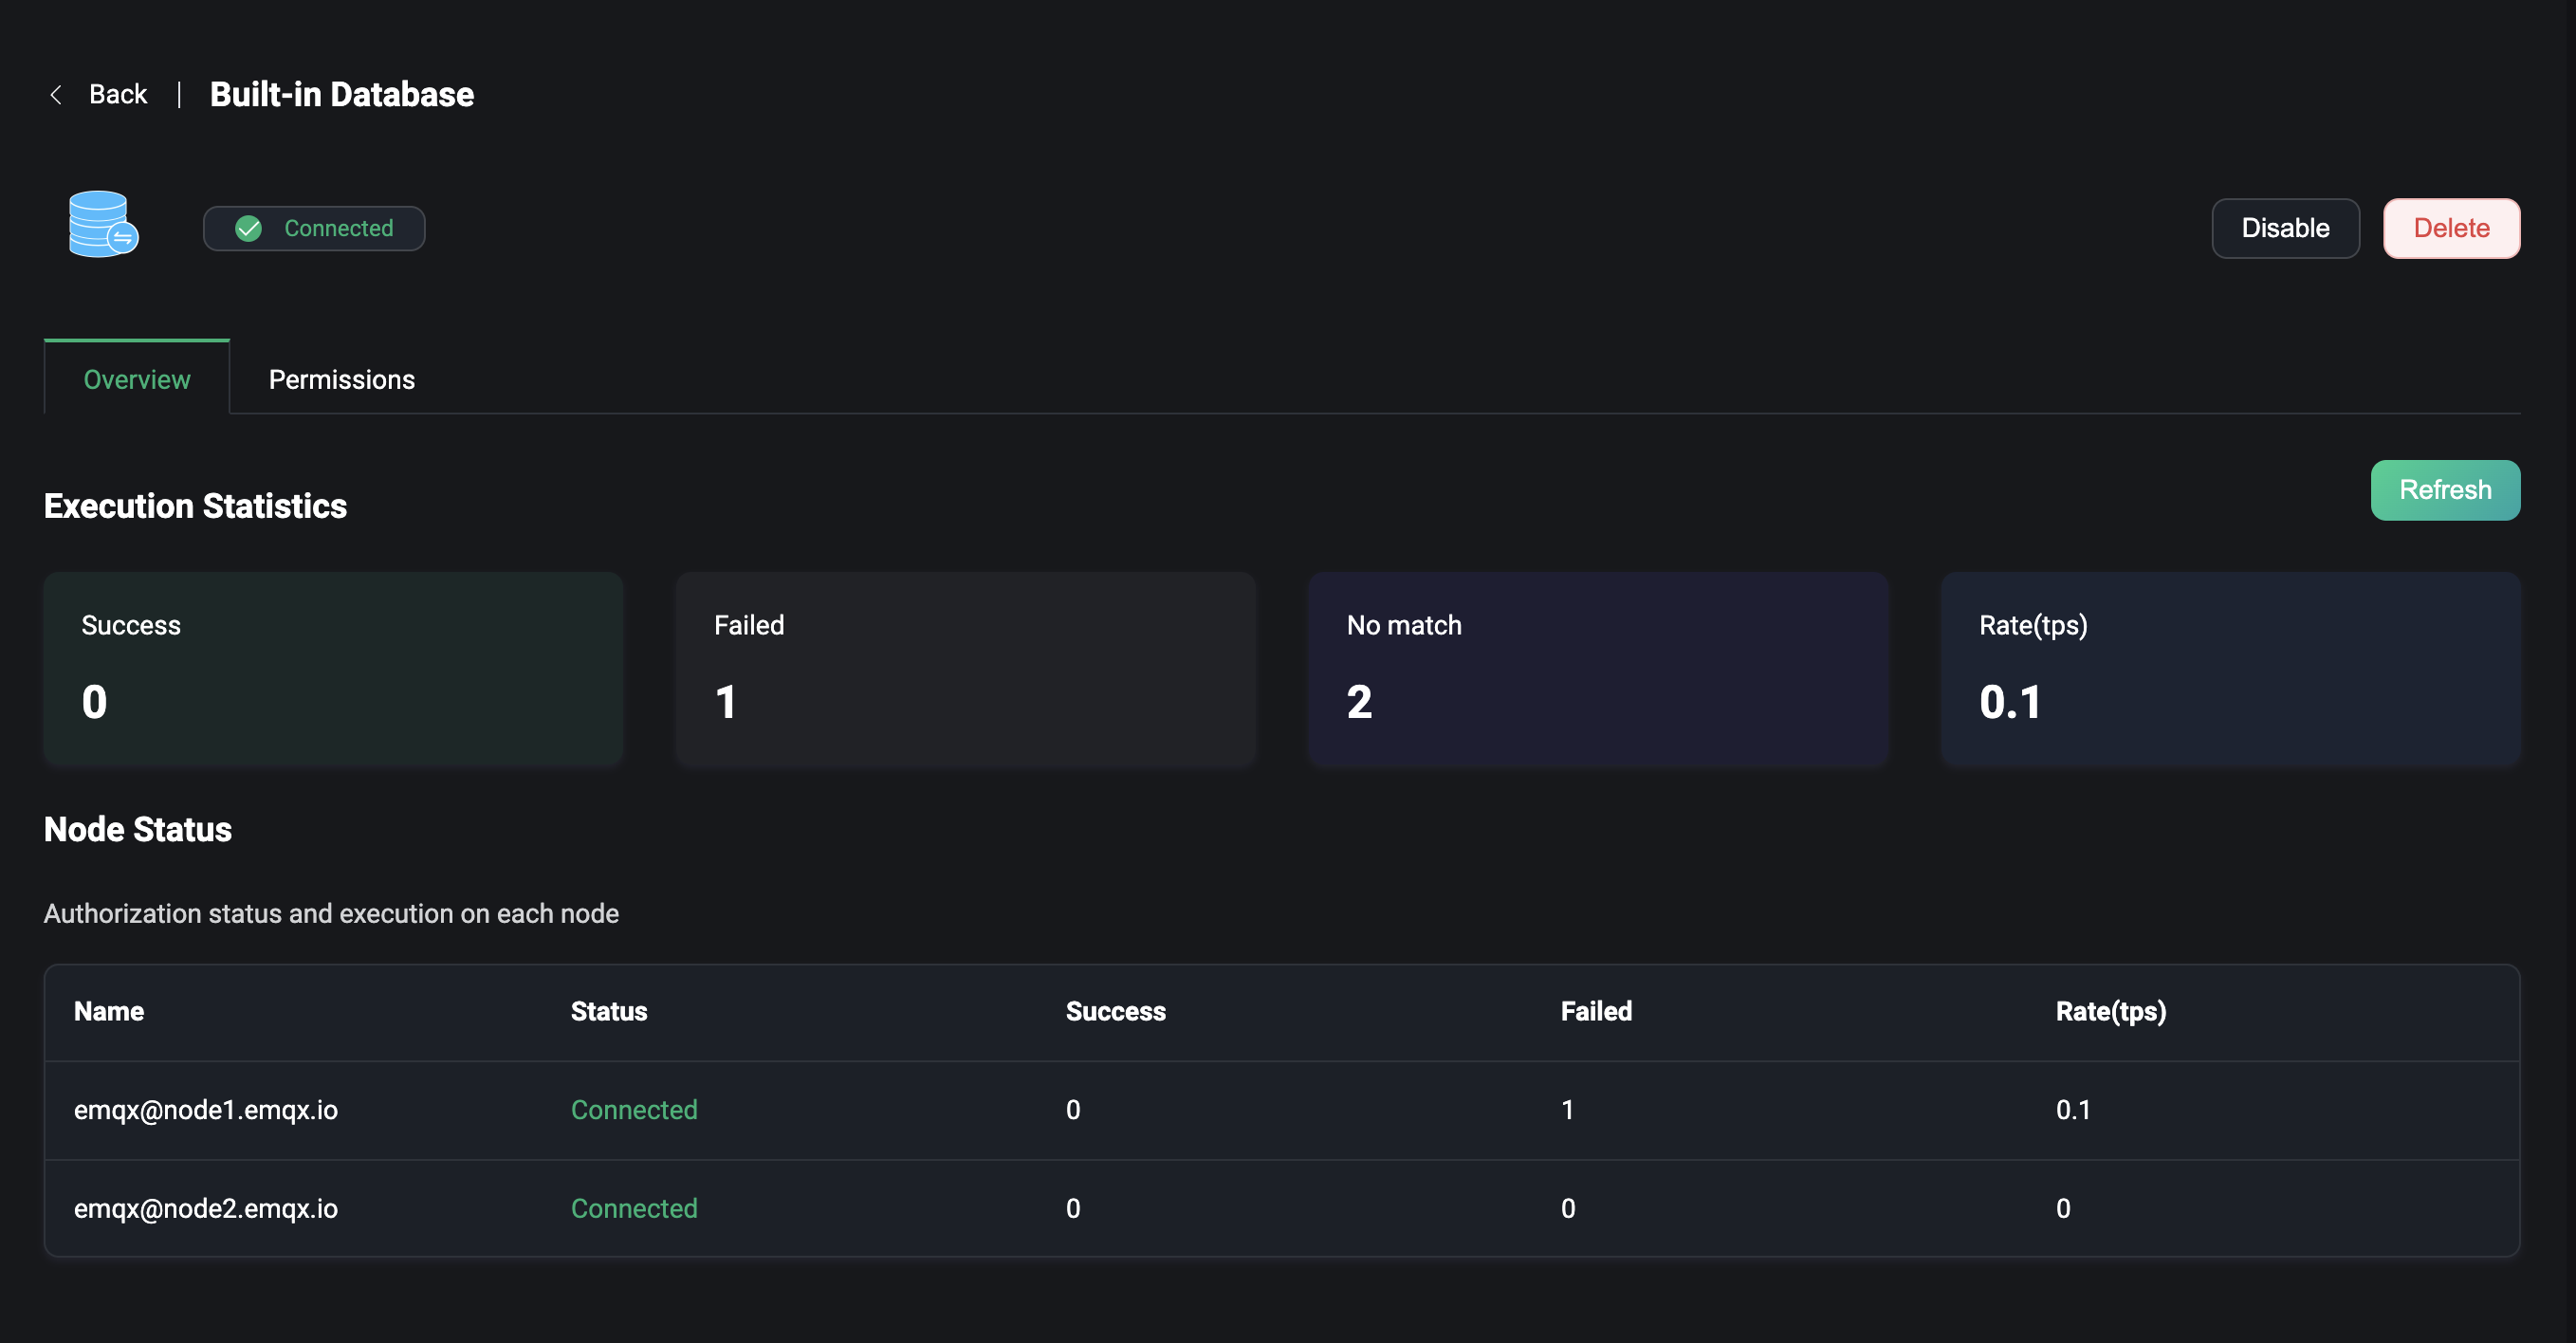 Back | Built-in Database
Connected
Disable
Delete
Overview
Permissions
Execution Statistics
Refresh
Success
0
Failed
1
No match
2
Rate(tps)
0.1
Node Status
Authorization status and execution on each node
Name Status Success Failed Rate(tps)
emqx@node1.emqx.io Connected 0 1 0.1
emqx@node2.emqx.io Connected 0 0 0